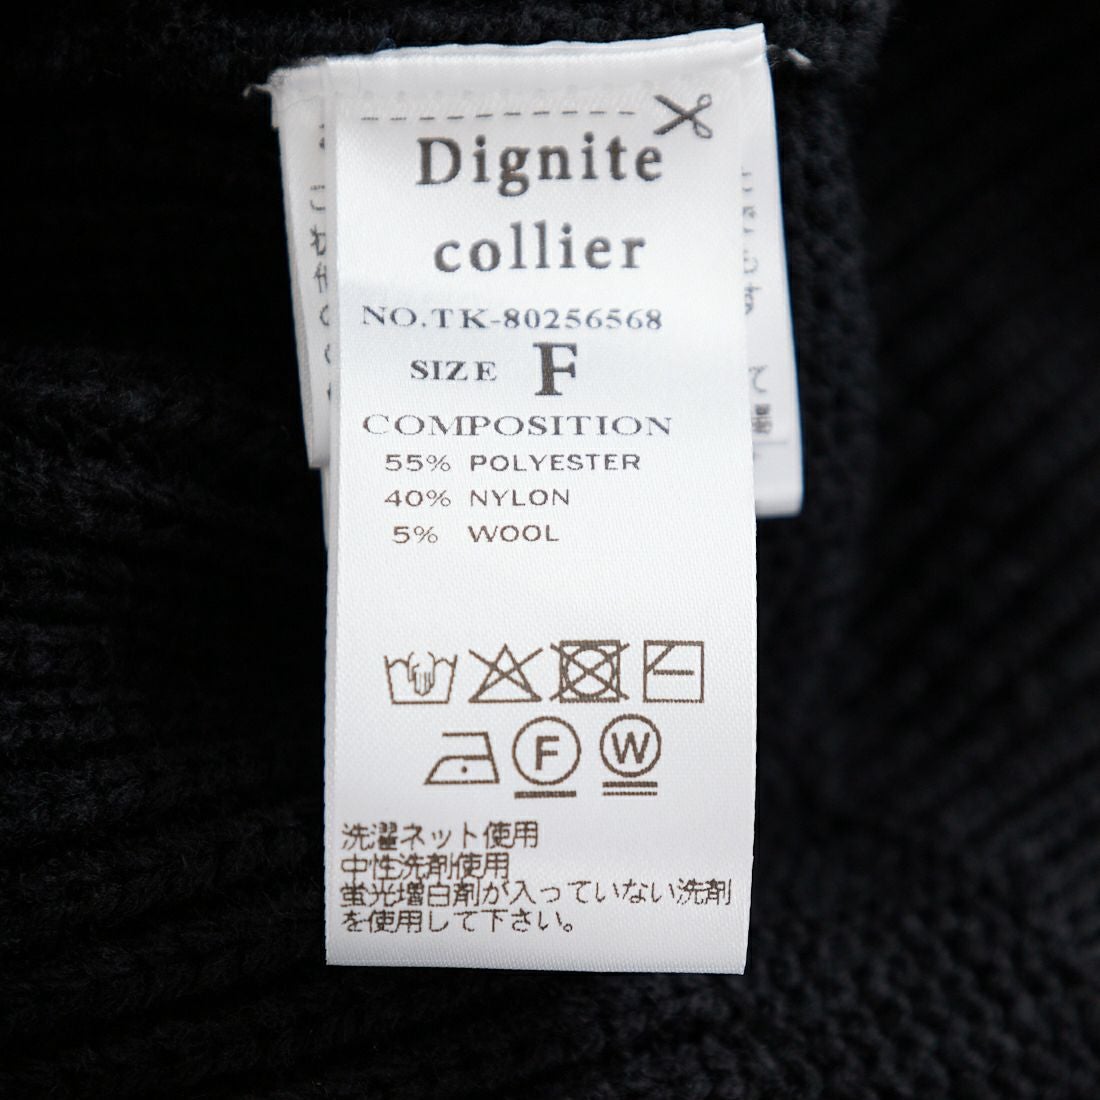 Dignite
collier
NO.TK-80256568
SIZE F
COMPOSITION
55% POLYESTER
40% NYLON
5% WOOL
F W
洗濯ネット使用
中性洗剤使用
蛍光増白剤が入っていない洗剤
を使用して下さい。